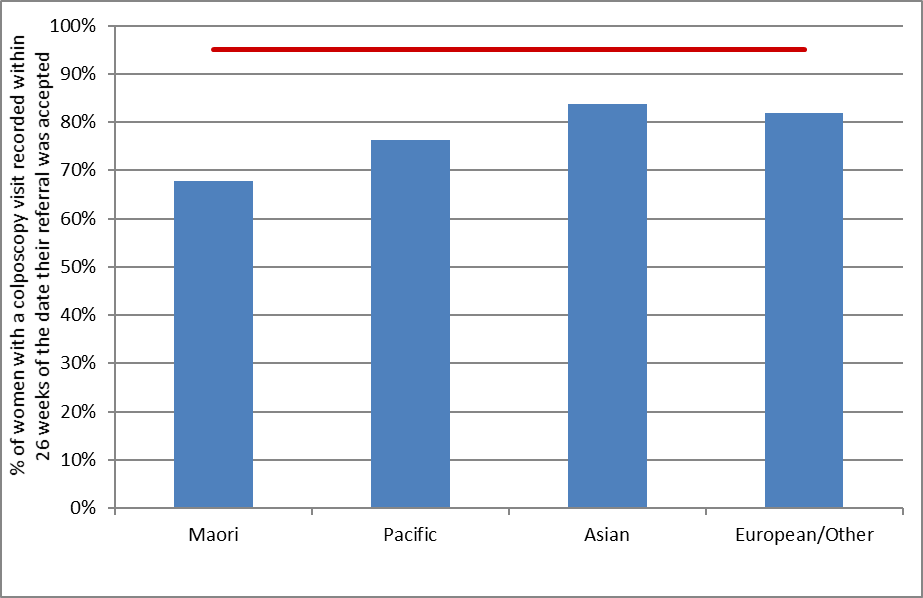 % of women with a colposcopy visit recorded within
26 weeks of the date their referral was accepted
100%
90%
80%
70%
60%
50%
40%
30%
20%
10%
0%
Maori
Pacific
Asian
European/Other